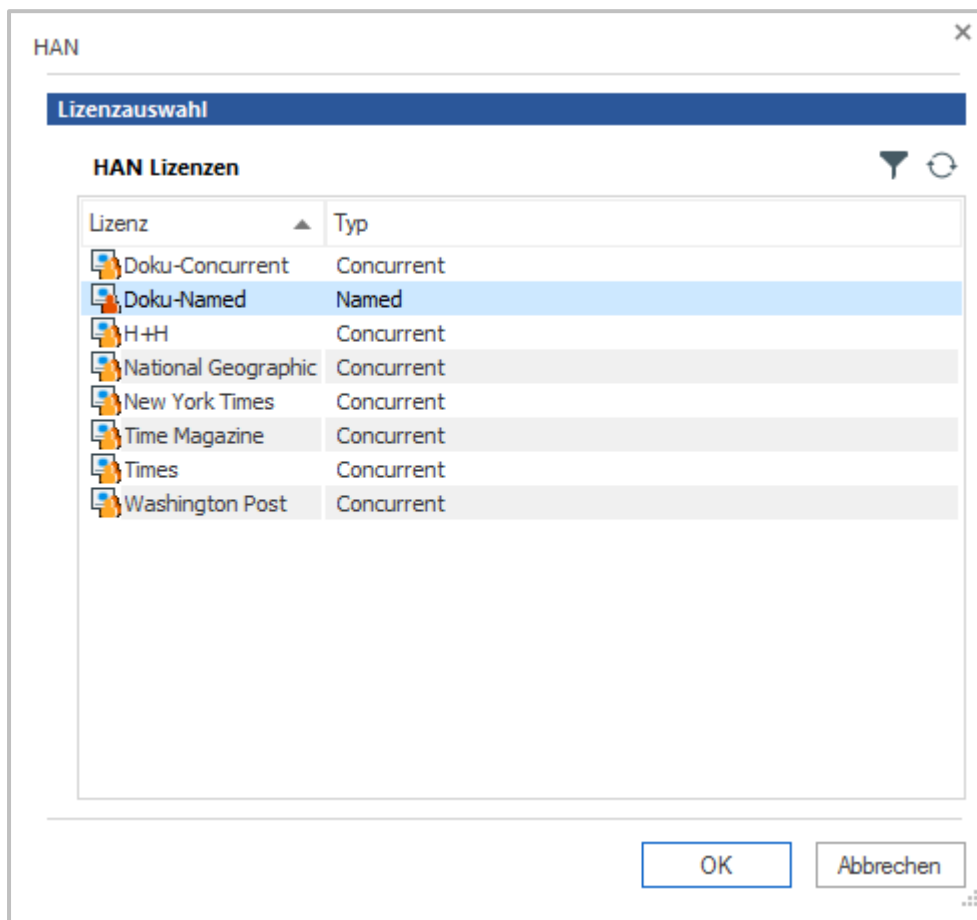 HAN
Lizenzauswahl
HAN Lizenzen
Lizenz Typ
Doku-Concurrent Concurrent
Doku-Named Named
H+H Concurrent
National Geographic Concurrent
New York Times Concurrent
Time Magazine Concurrent
Times Concurrent
Washington Post Concurrent
OK Abbrechen